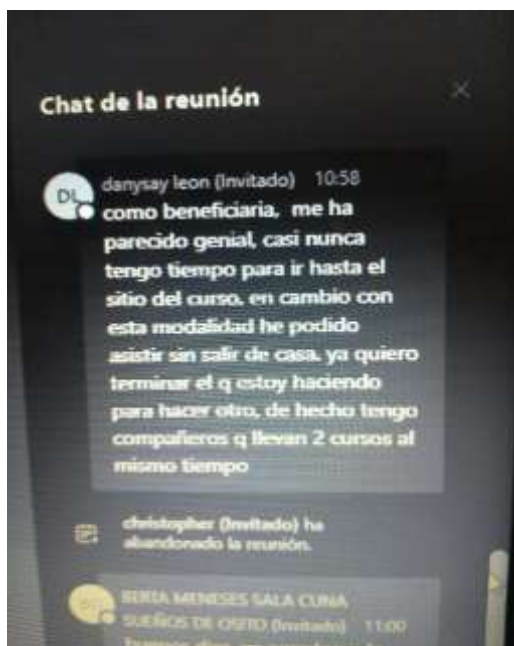 Chat de la reunión
DL
danysay leon (Invitado) 10:58
como beneficiaria, me ha
parecido genial, casi nunca
tengo tiempo para ir hasta el
sitio del curso, en cambio con
esta modalidad he podido
asistir sin salir de casa. ya quiero
terminar el q estoy haciendo
para hacer otro, de hecho tengo
compañeros q llevan 2 cursos al
mismo tiempo
christopher (Invitado) ha
abandonado la reunión.
MENESES SALA CUNA
SUEÑOS DE OSITO (Invitado) 11:00